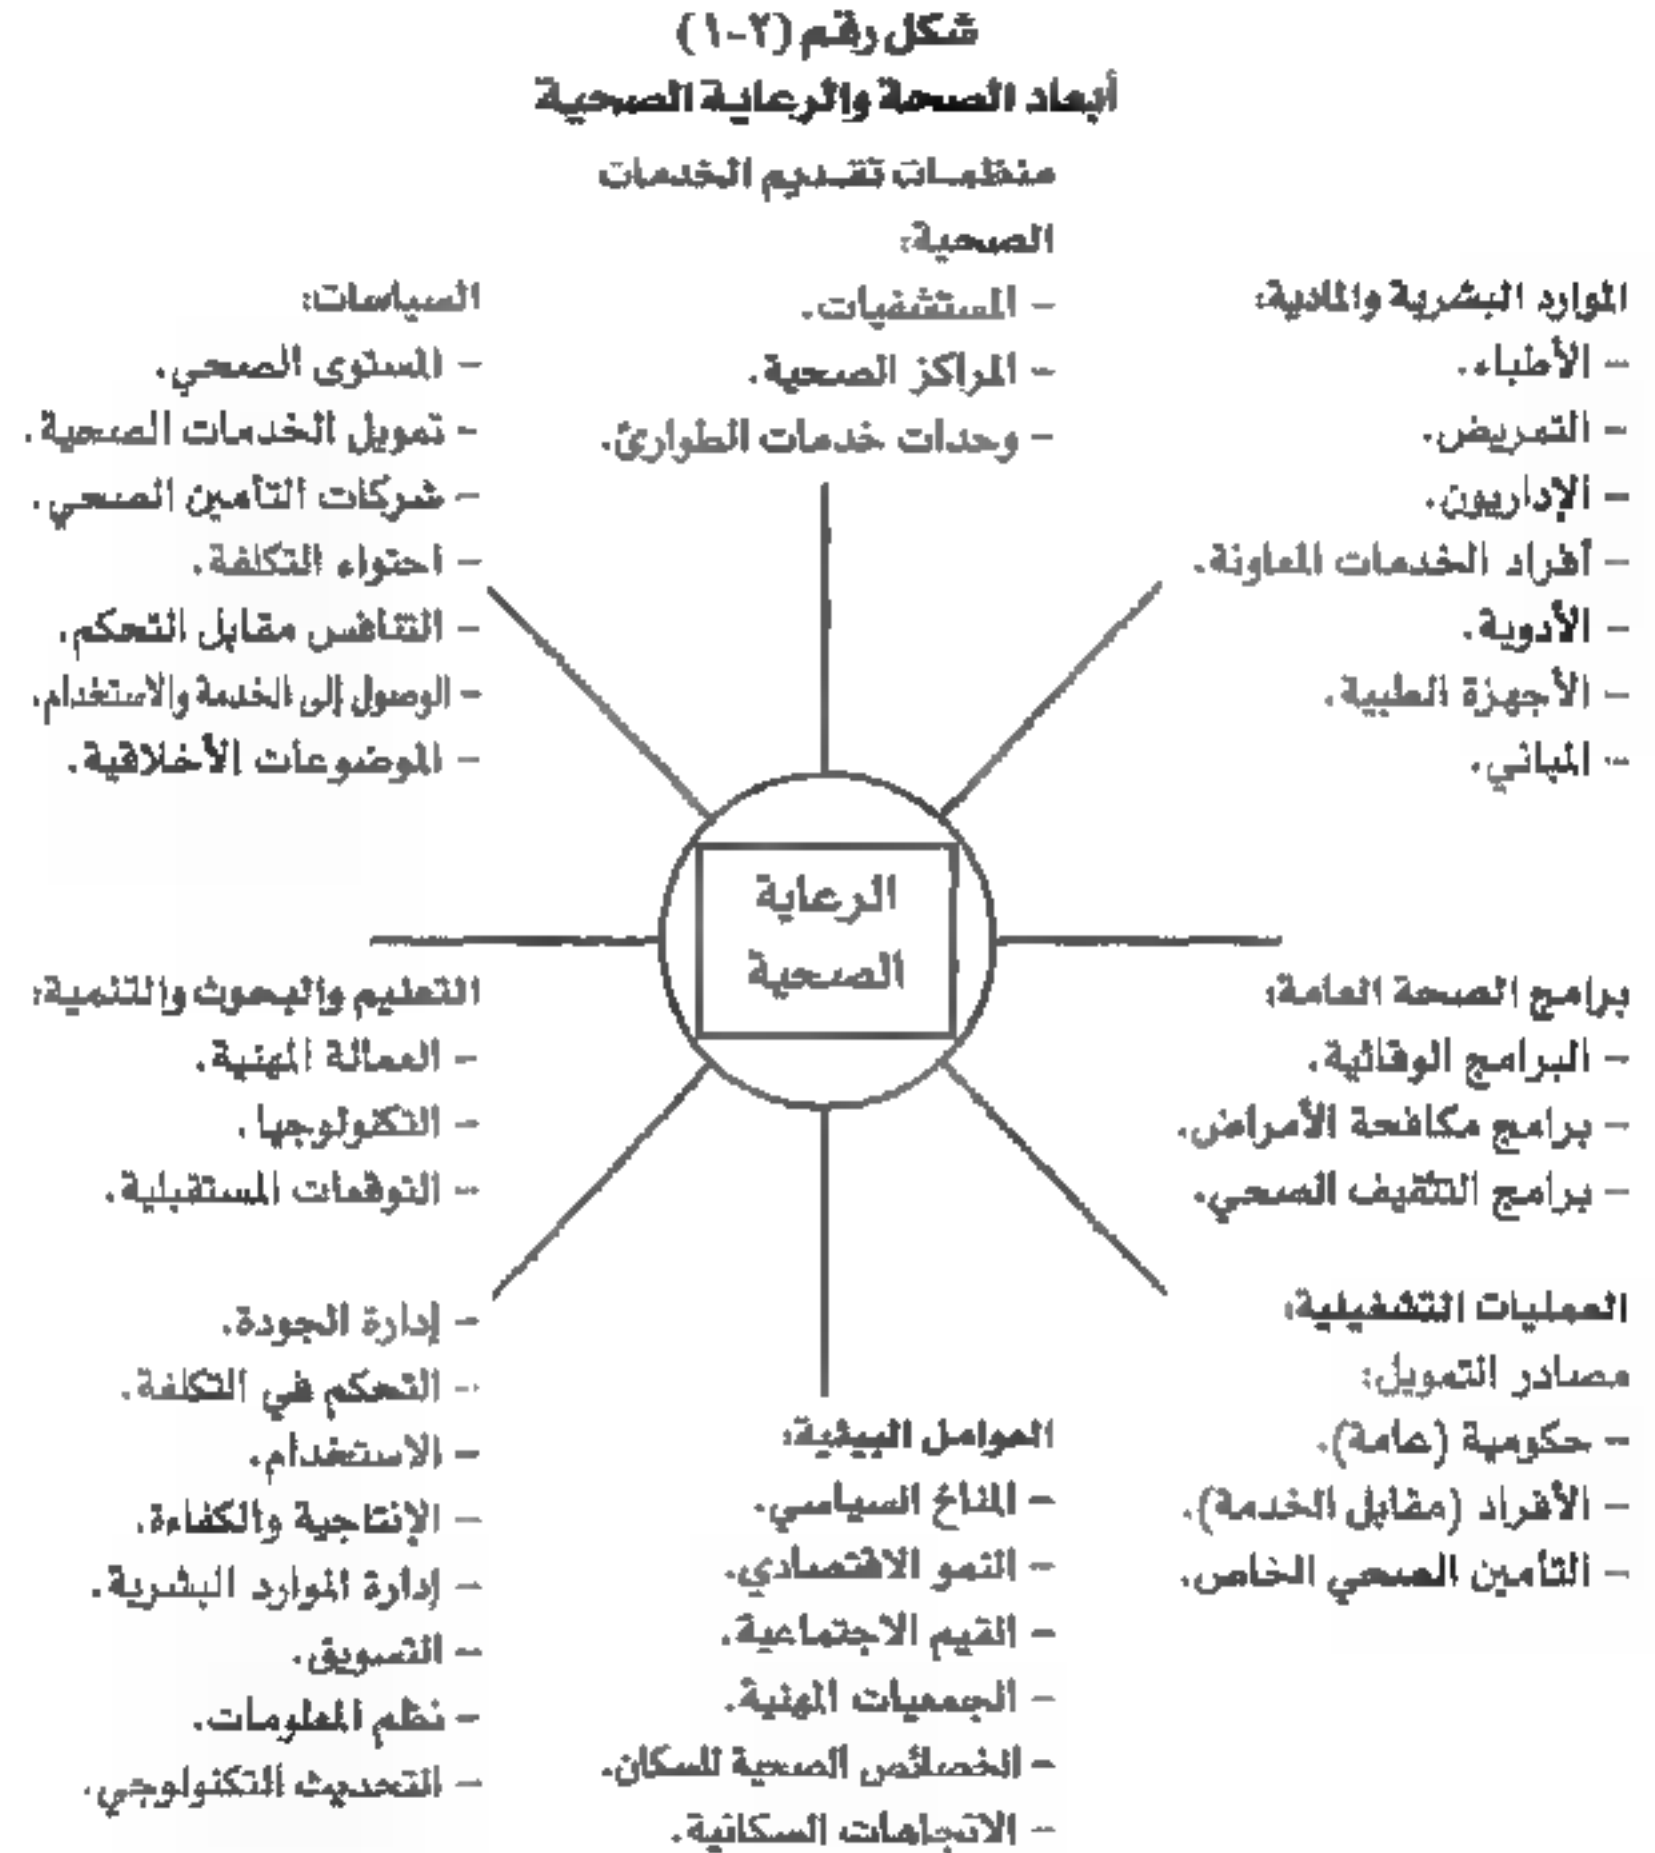 شكل رقم (٢-١)
أبعاد الصحة والرعاية الصحية
منظمات تقديم الخدمات
الصحية:
- المستشفيات.
- المراكز الصحية.
- وحدات خدمات الطوارئ.
الموارد البشرية والمادية:
- الأطباء.
- التمريض.
- الإداريون.
- أفراد الخدمات المعاونة.
- الأدوية.
- الأجهزة الطبية.
- المباني.
السياسات:
- المستوى الصحي.
- تمويل الخدمات الصحية.
- شركات التأمين الصحي.
- احتواء التكلفة.
- التنافس مقابل التحكم.
- الوصول إلى الخدمة والاستخدام.
- الموضوعات الأخلاقية.
الرعاية
الصحية
برامج الصحة العامة:
- البرامج الوقائية.
- برامج مكافحة الأمراض.
- برامج التثقيف الصحي.
التعليم والبحوث والتنمية:
- العمالة المهنية.
- التكنولوجيا.
- التوقعات المستقبلية.
العمليات التشغيلية:
مصادر التمويل:
- حكومية (عامة).
- الأفراد (مقابل الخدمة).
- التأمين الصحي الخاص.
العوامل البيئية:
- المناخ السياسي.
- النمو الاقتصادي.
- القيم الاجتماعية.
- الجمعيات المهنية.
- الخصائص الصحية للسكان.
- الاتجاهات السكانية.
- إدارة الجودة.
- التحكم في التكلفة.
- الاستخدام.
- الإنتاجية والكفاءة.
- إدارة الموارد البشرية.
- التسويق.
- نظم المعلومات.
- التحديث التكنولوجي.